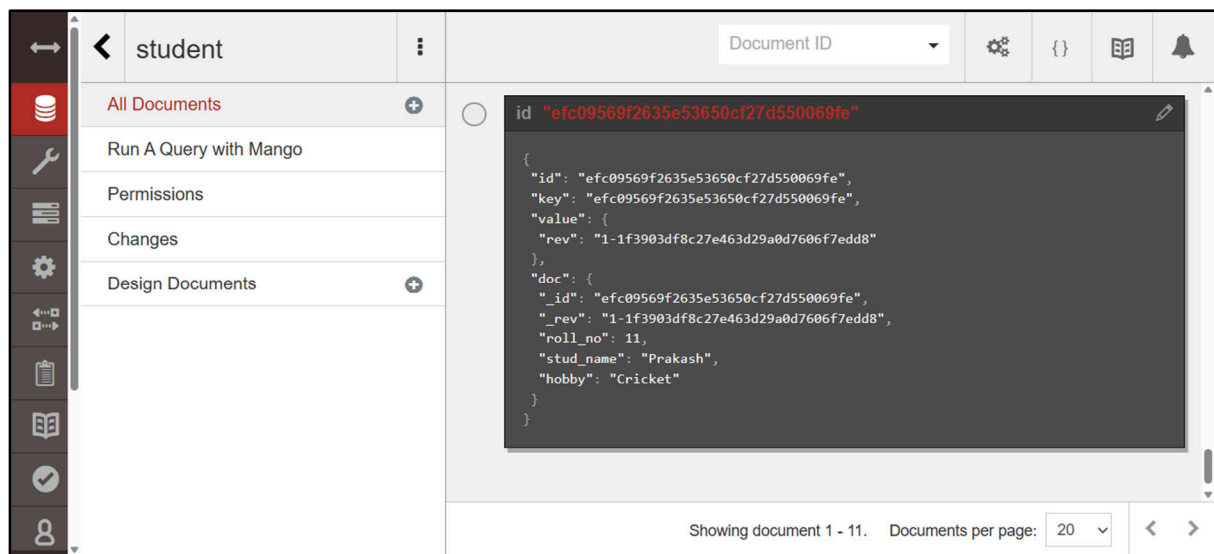 student
Document ID
{ }
All Documents
Run A Query with Mango
Permissions
Changes
Design Documents
id "efc09569f2635e53650cf27d550069fe"
{
"id": "efc09569f2635e53650cf27d550069fe",
"key": "efc09569f2635e53650cf27d550069fe",
"value": {
"rev": "1-1f3903df8c27e463d29a0d7606f7edd8"
},
"doc": {
"_id": "efc09569f2635e53650cf27d550069fe",
"_rev": "1-1f3903df8c27e463d29a0d7606f7edd8",
"roll_no": 11,
"stud_name": "Prakash",
"hobby": "Cricket"
}
}
Showing document 1 - 11. Documents per page: 20